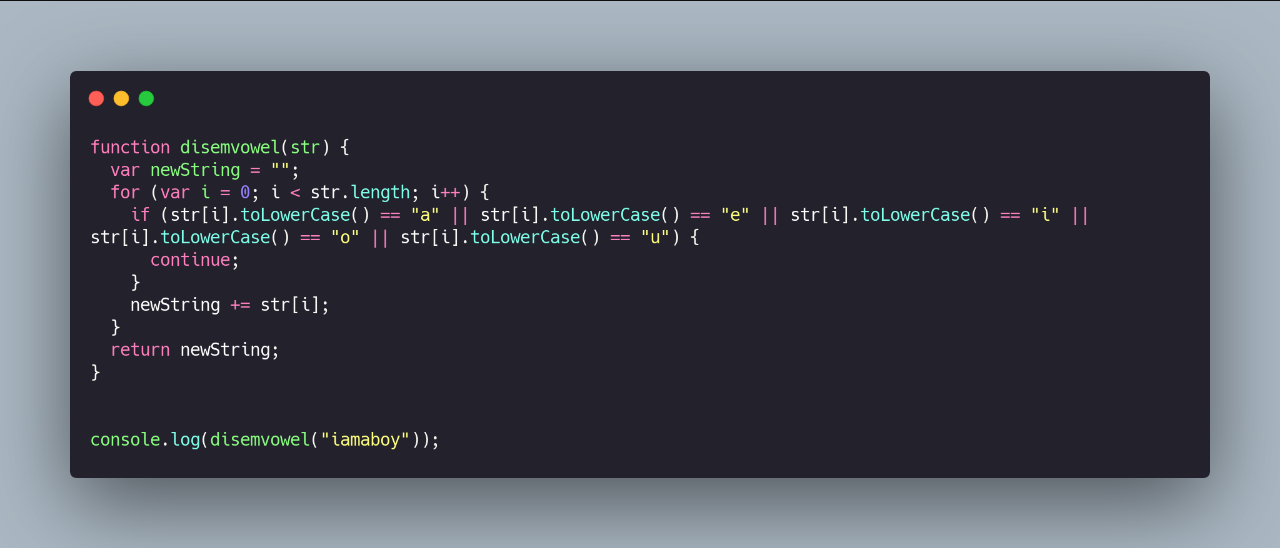 function disemvowel(str) {
  var newString = "";
  for (var i = 0; i < str.length; i++) {
    if (str[i].toLowerCase() == "a" || str[i].toLowerCase() == "e" || str[i].toLowerCase() == "i" ||
str[i].toLowerCase() == "o" || str[i].toLowerCase() == "u") {
      continue;
    }
    newString += str[i];
  }
  return newString;
}
console.log(disemvowel("iamaboy"));